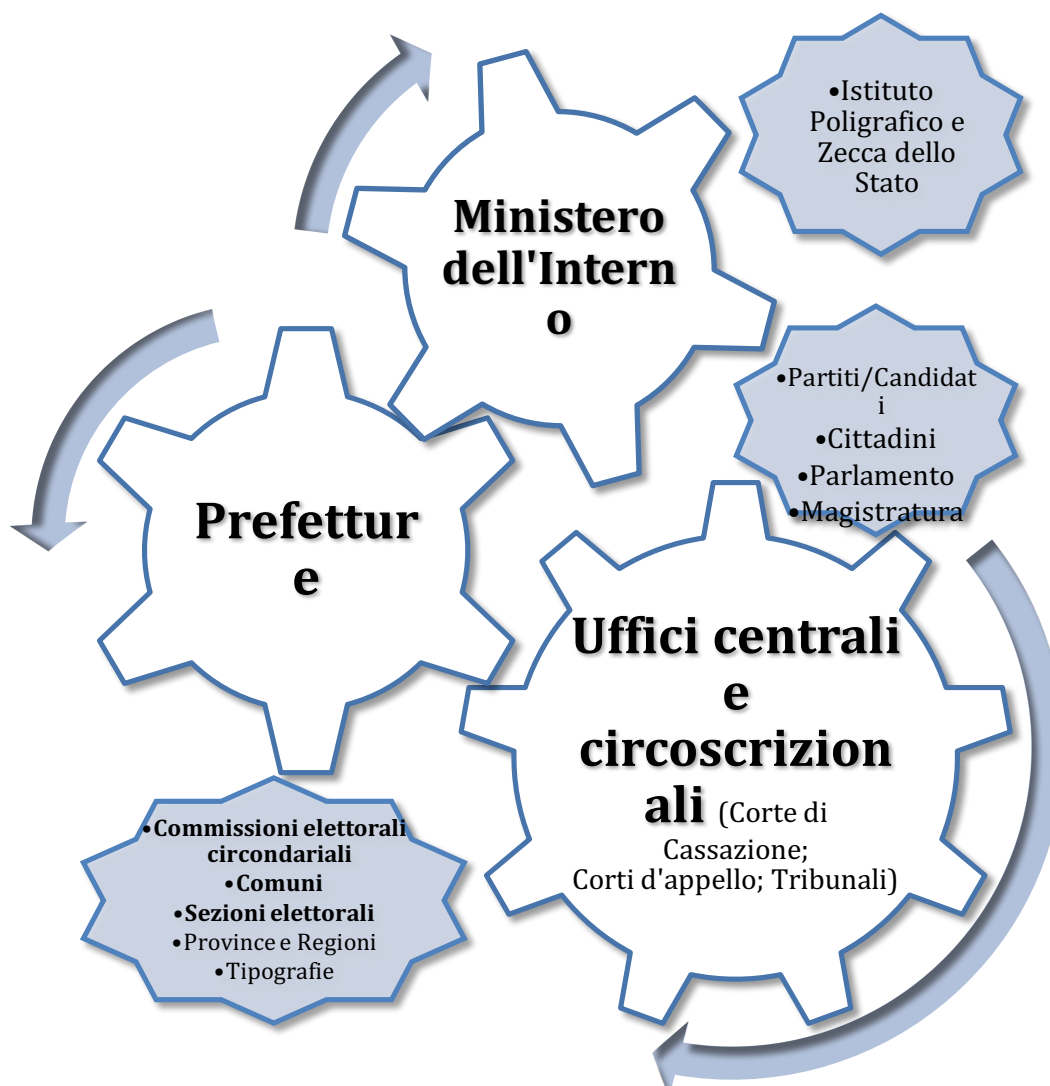 •Istituto
Poligrafico e
Zecca dello
Stato
Ministero
dell'Intern
o
•Partiti/Candidat
i
•Cittadini
•Parlamento
•Magistratura
Prefettur
e
Uffici centrali
e
circoscrizion
ali (Corte di
Cassazione;
Corti d'appello; Tribunali)
•Commissioni elettorali
circondariali
•Comuni
•Sezioni elettorali
•Province e Regioni
•Tipografie